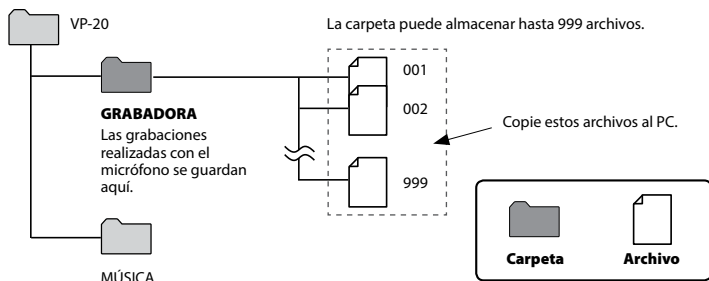 VP-20
La carpeta puede almacenar hasta 999 archivos.
001
GRABADORA
002
Las grabaciones
realizadas con el
micrófono se guardan
aquí.
Copie estos archivos al PC.
999
Carpeta
Archivo
MÚSICA